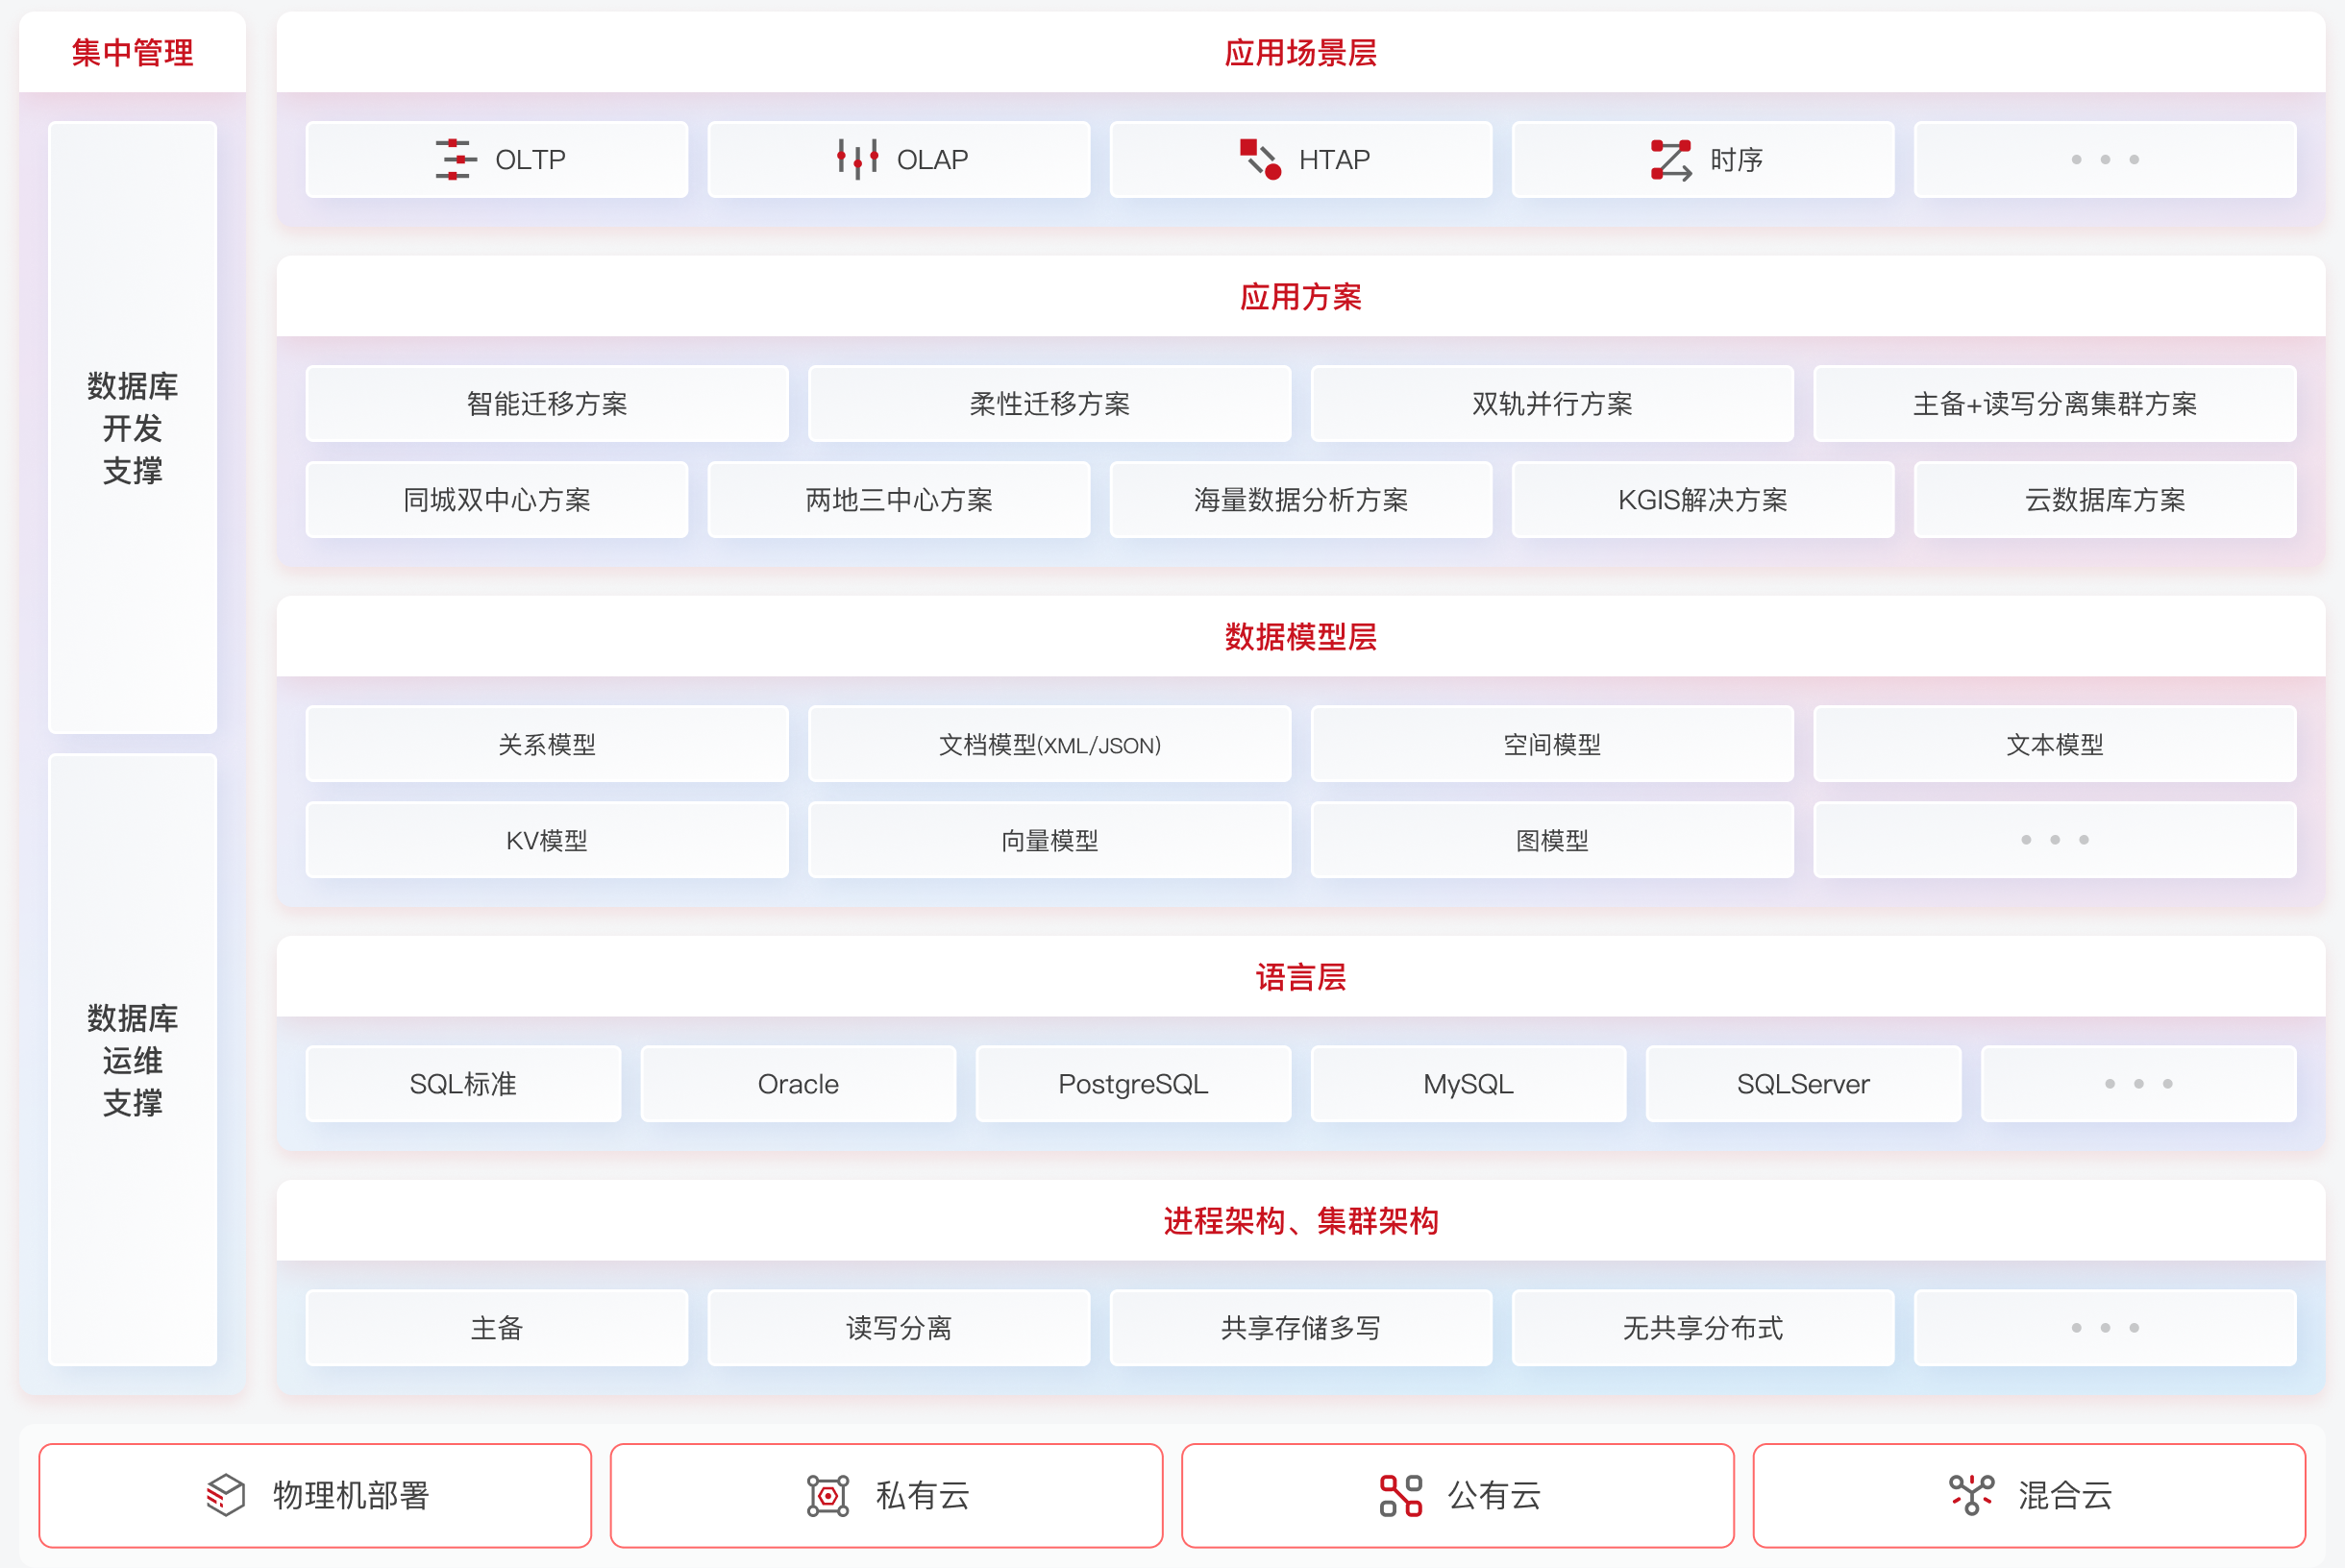 集中管理
数据库
开发
支撑
数据库
运维
支撑
应用场景层
OLTP
OLAP
HTAP
时序
应用方案
智能迁移方案
柔性迁移方案
双轨并行方案
主备+读写分离集群方案
同城双中心方案
两地三中心方案
海量数据分析方案
KGIS解决方案
云数据库方案
数据模型层
关系模型
文档模型(XML/JSON)
空间模型
文本模型
KV模型
向量模型
图模型
语言层
SQL标准
Oracle
PostgreSQL
MySQL
SQLServer
进程架构、集群架构
主备
读写分离
共享存储多写
无共享分布式
物理机部署
私有云
公有云
混合云